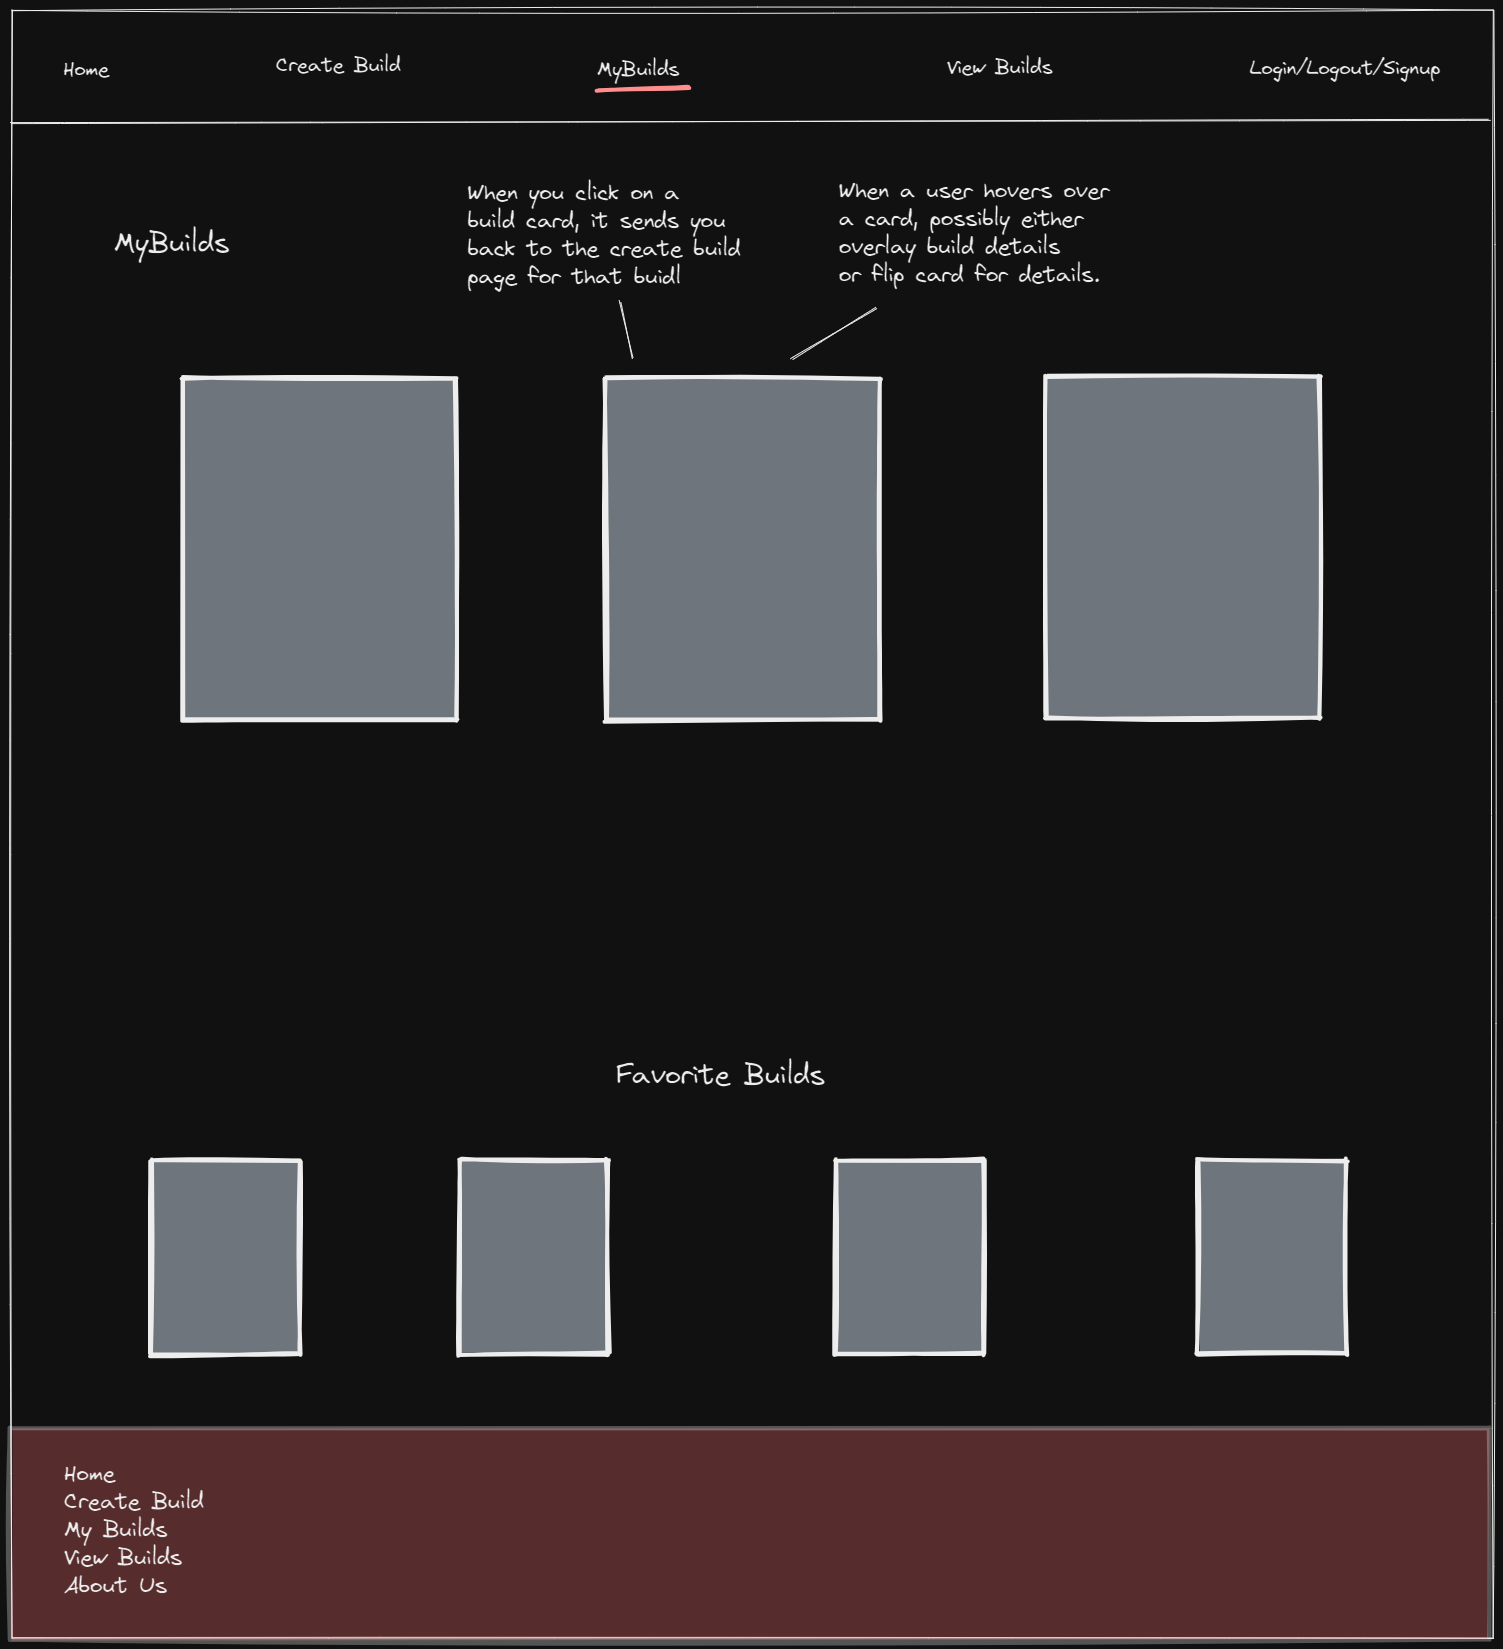 Home
Create Build
MyBuilds
View Builds
Login/Logout/Signup
MyBuilds
When you click on a
build card, it sends you
back to the create build
page for that buidl
When a user hovers over
a card, possibly either
overlay build details
or flip card for details.
Favorite Builds
Home
Create Build
My Builds
View Builds
About Us